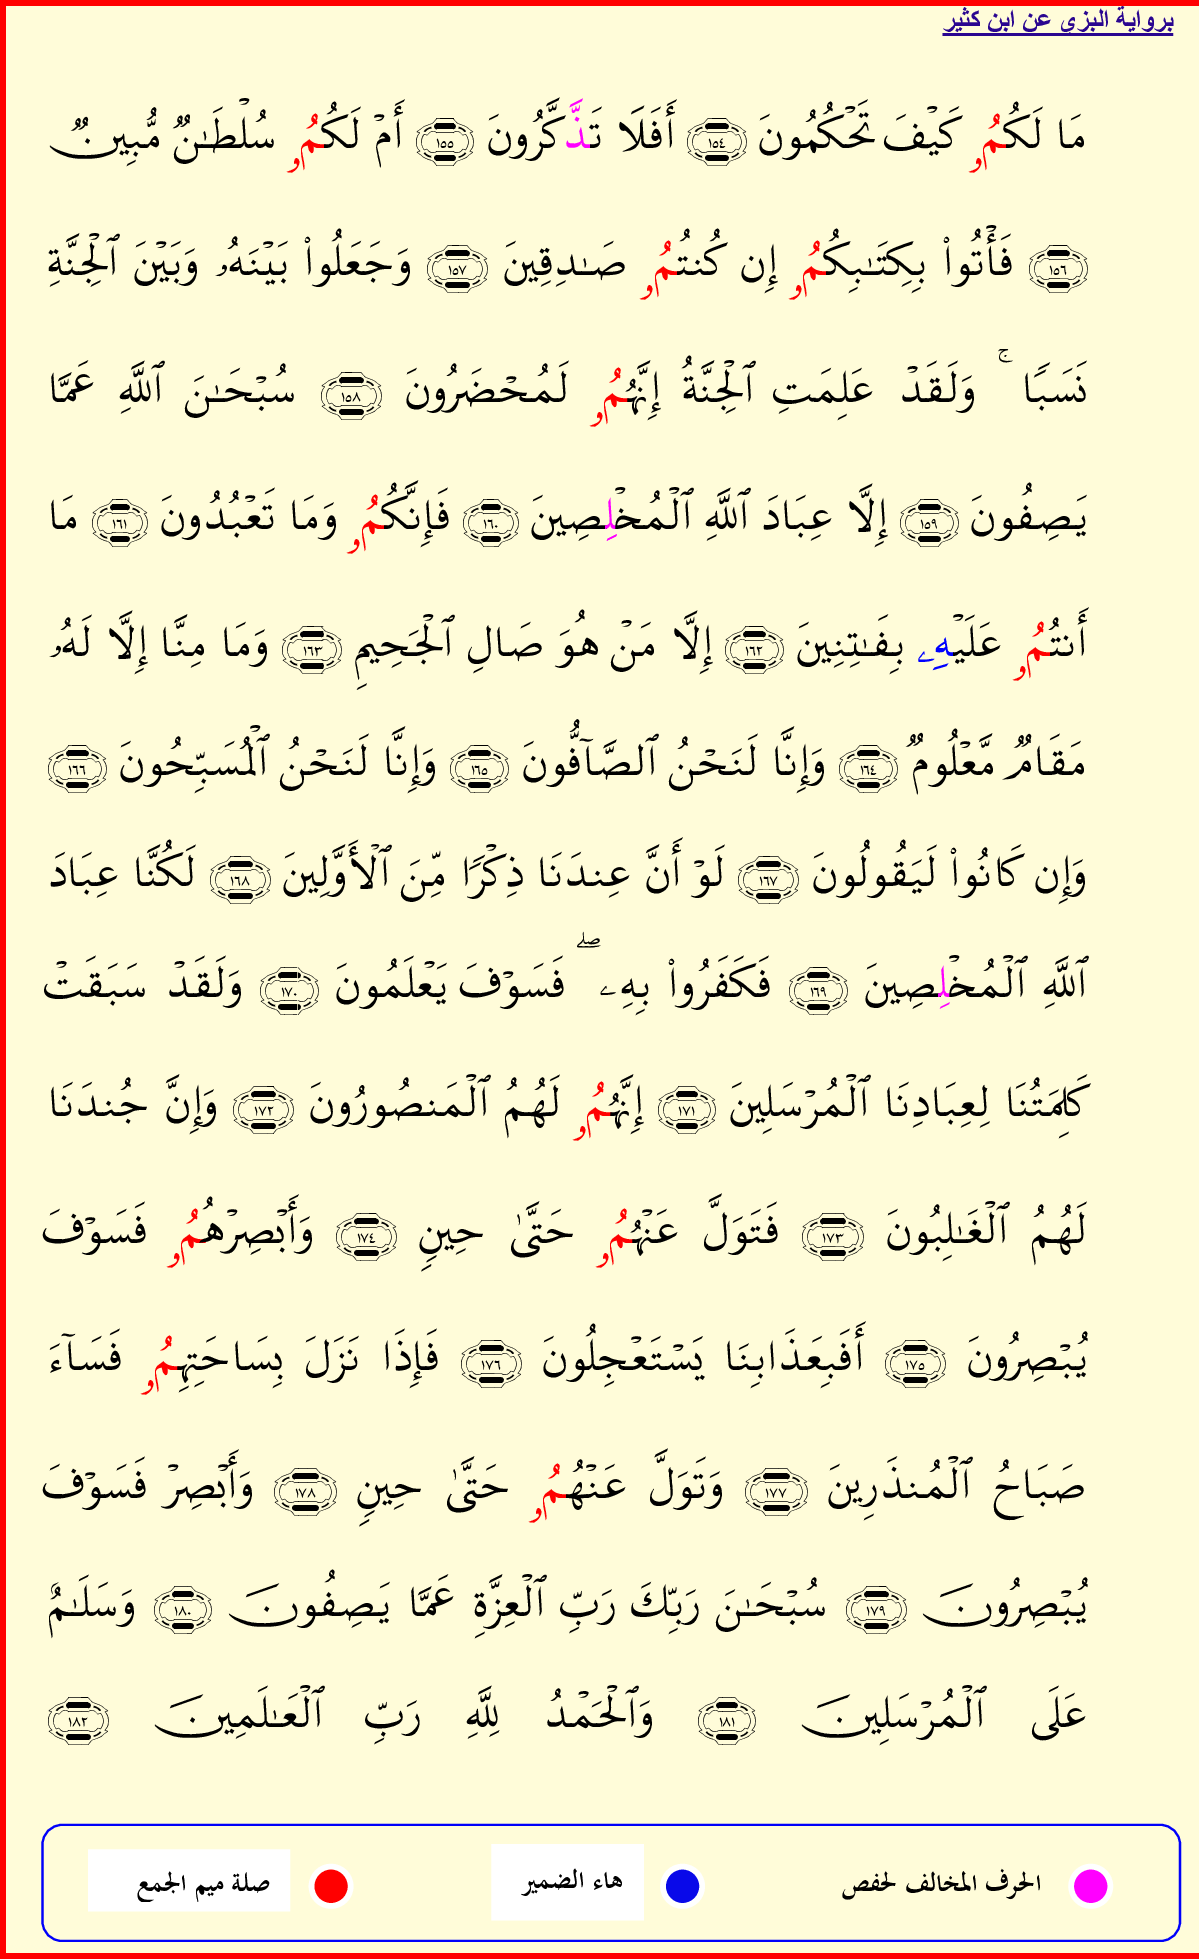 برواية البزي عن ابن كثير
مَا لَكُمُۥ كَيْفَ تَحْكُمُونَ ١٥٤ أَفَلَا تَذَّكَّرُونَ ١٥٥ أَمْ لَكُمُۥ سُلْطَٰنٌ مُّبِينٌ
١٥٦ فَأْتُوا۟ بِكِتَٰبِكُمُۥ إِن كُنتُمُۥ صَٰدِقِينَ ١٥٧ وَجَعَلُوا۟ بَيْنَهُۥ وَبَيْنَ ٱلْجِنَّةِ
نَسَبًا ۚ وَلَقَدْ عَلِمَتِ ٱلْجِنَّةُ إِنَّهُمُۥ لَمُحْضَرُونَ ١٥٨ سُبْحَٰنَ ٱللَّهِ عَمَّا
يَصِفُونَ ١٥٩ إِلَّا عِبَادَ ٱللَّهِ ٱلْمُخْلِصِينَ ١٦٠ فَإِنَّكُمُۥ وَمَا تَعْبُدُونَ ١٦١ مَا
أَنتُمُۥ عَلَيْهِۦ بِفَٰتِنِينَ ١٦٢ إِلَّا مَنْ هُوَ صَالِ ٱلْجَحِيمِ ١٦٣ وَمَا مِنَّا إِلَّا لَهُۥ
مَقَامٌ مَّعْلُومٌ ١٦٤ وَإِنَّا لَنَحْنُ ٱلصَّآفُّونَ ١٦٥ وَإِنَّا لَنَحْنُ ٱلْمُسَبِّحُونَ ١٦٦
وَإِن كَانُوا۟ لَيَقُولُونَ ١٦٧ لَوْ أَنَّ عِندَنَا ذِكْرًا مِّنَ ٱلْأَوَّلِينَ ١٦٨ لَكُنَّا عِبَادَ
ٱللَّهِ ٱلْمُخْلِصِينَ ١٦٩ فَكَفَرُوا۟ بِهِۦ ۖ فَسَوْفَ يَعْلَمُونَ ١٧٠ وَلَقَدْ سَبَقَتْ
كَلِمَتُنَا لِعِبَادِنَا ٱلْمُرْسَلِينَ ١٧١ إِنَّهُمُۥ لَهُمُ ٱلْمَنصُورُونَ ١٧٢ وَإِنَّ جُندَنَا
لَهُمُ ٱلْغَٰلِبُونَ ١٧٣ فَتَوَلَّ عَنْهُمُۥ حَتَّىٰ حِينٍ ١٧٤ وَأَبْصِرْهُمُۥ فَسَوْفَ
يُبْصِرُونَ ١٧٥ أَفَبِعَذَابِنَا يَسْتَعْجِلُونَ ١٧٦ فَإِذَا نَزَلَ بِسَاحَتِهِمُۥ فَسَآءَ
صَبَاحُ ٱلْمُنذَرِينَ ١٧٧ وَتَوَلَّ عَنْهُمُۥ حَتَّىٰ حِينٍ ١٧٨ وَأَبْصِرْ فَسَوْفَ
يُبْصِرُونَ ١٧٩ سُبْحَٰنَ رَبِّكَ رَبِّ ٱلْعِزَّةِ عَمَّا يَصِفُونَ ١٨٠ وَسَلَٰمٌ
عَلَى ٱلْمُرْسَلِينَ ١٨١ وَٱلْحَمْدُ لِلَّهِ رَبِّ ٱلْعَٰلَمِينَ ١٨٢
الحرف المخالف لحفص هاء الضمير صلة ميم الجمع